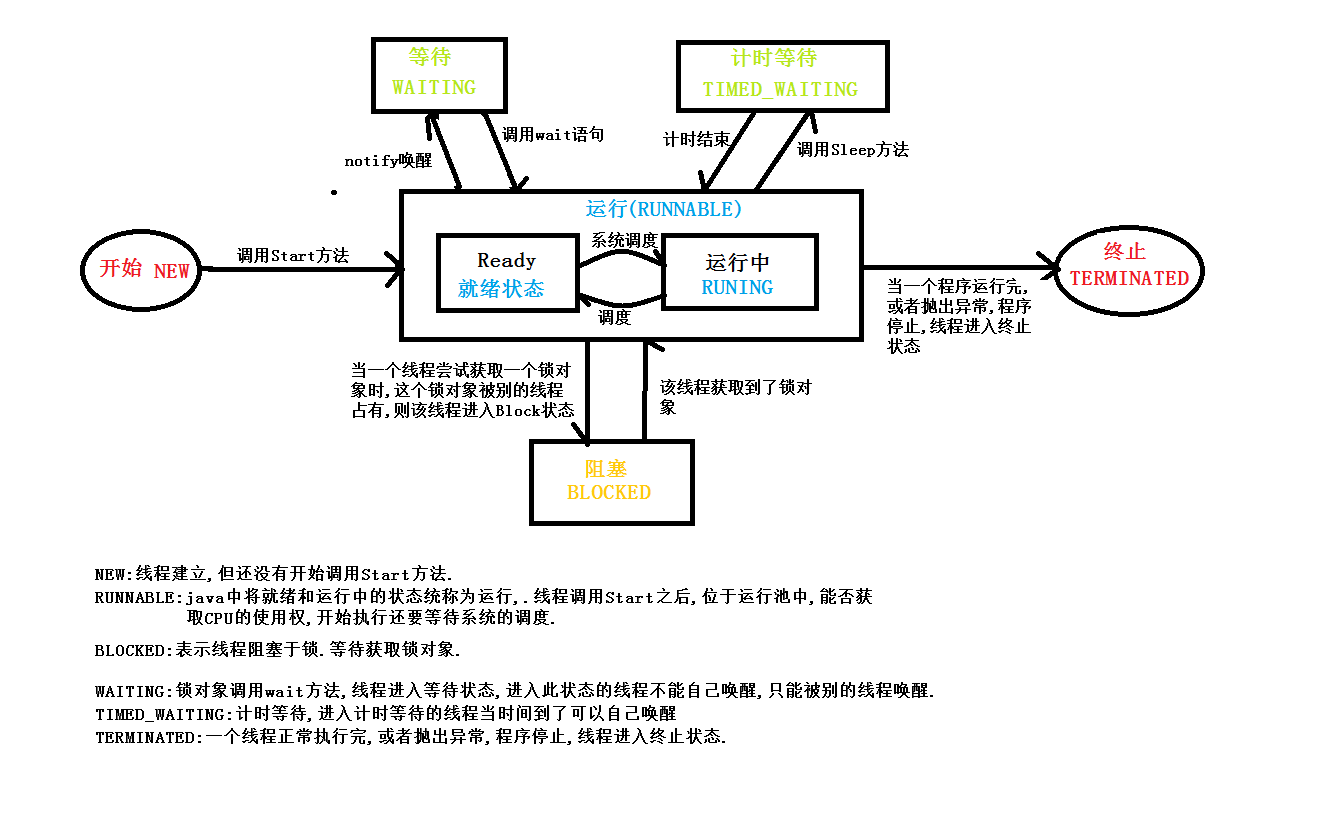 等待
WAITING
计时等待
TIMED_WAITING
调用wait语句
notify唤醒
计时结束
调用Sleep方法
运行(RUNNABLE)
开始 NEW
调用Start方法
Ready
就绪状态
系统调度
运行中
RUNING
调度
终止
TERMINATED
当一个程序运行完,
或者抛出异常,程序
停止,线程进入终止
状态
当一个线程尝试获取一个锁对
象时,这个锁对象被别的线程
占有,则该线程进入Block状态
该线程获取到了锁对
象
阻塞
BLOCKED
NEW:线程建立,但还没有开始调用Start方法.
RUNNABLE:java中将就绪和运行中的状态统称为运行,.线程调用Start之后,位于运行池中,能否获
取CPU的使用权,开始执行还要等待系统的调度.
BLOCKED:表示线程阻塞于锁.等待获取锁对象.
WAITING:锁对象调用wait方法,线程进入等待状态,进入此状态的线程不能自己唤醒,只能被别的线程唤醒.
TIMED_WAITING:计时等待,进入计时等待的线程当时间到了可以自己唤醒
TERMINATED:一个线程正常执行完,或者抛出异常,程序停止,线程进入终止状态.